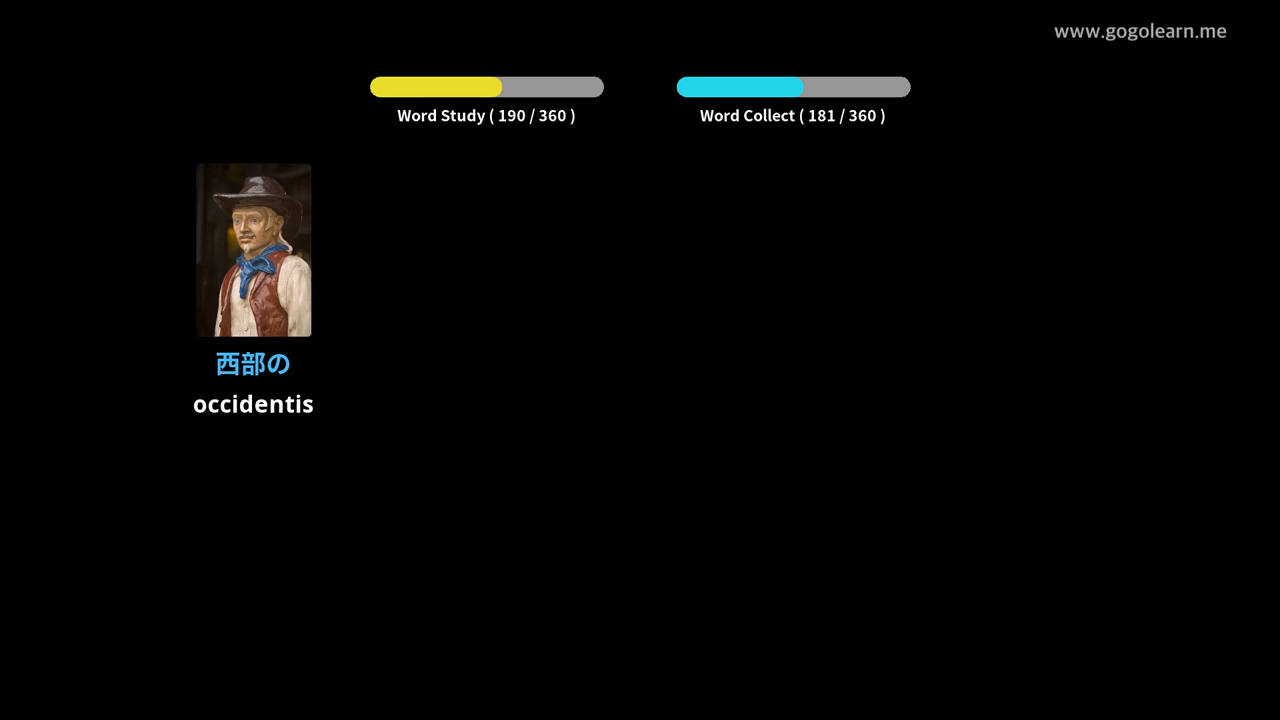 www.gogolearn.me
Word Study ( 190 / 360 )
Word Collect ( 181 / 360 )
西部の
occidentis